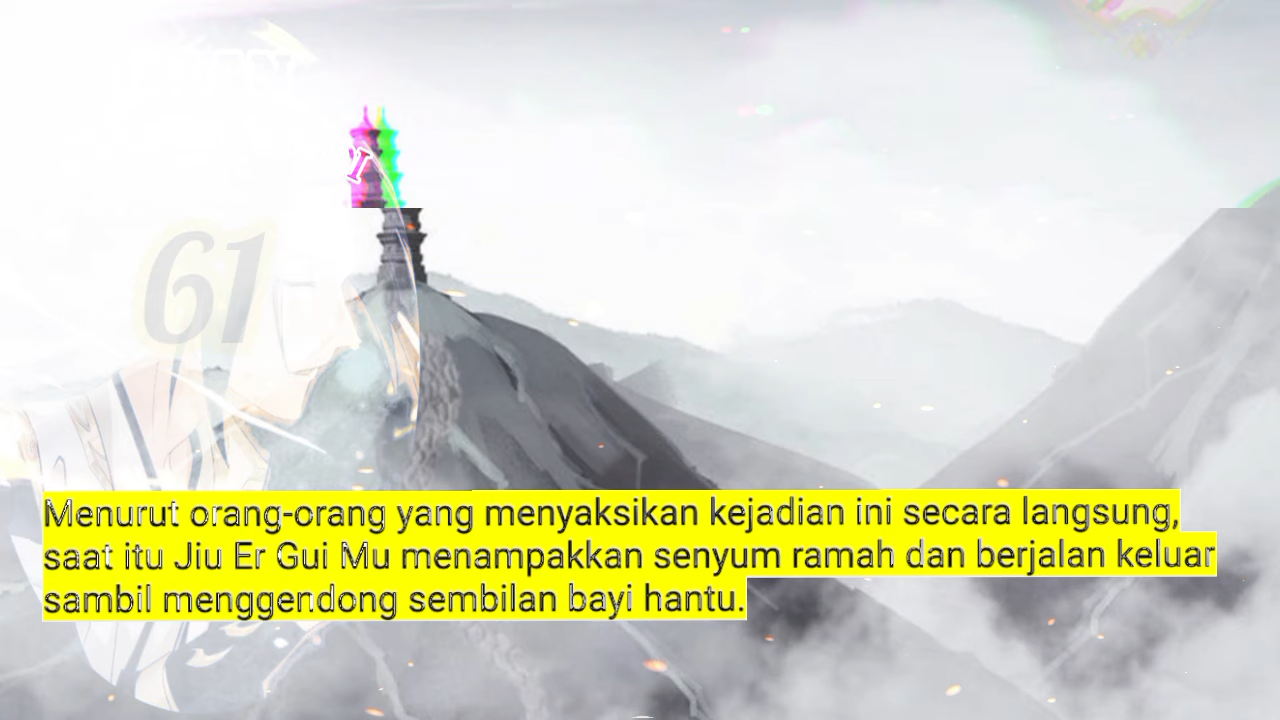 I
61
Menurut orang-orang yang menyaksikan kejadian ini secara langsung,
saat itu Jiu Er Gui Mu menampakkan senyum ramah dan berjalan keluar
sambil menggendong sembilan bayi hantu.